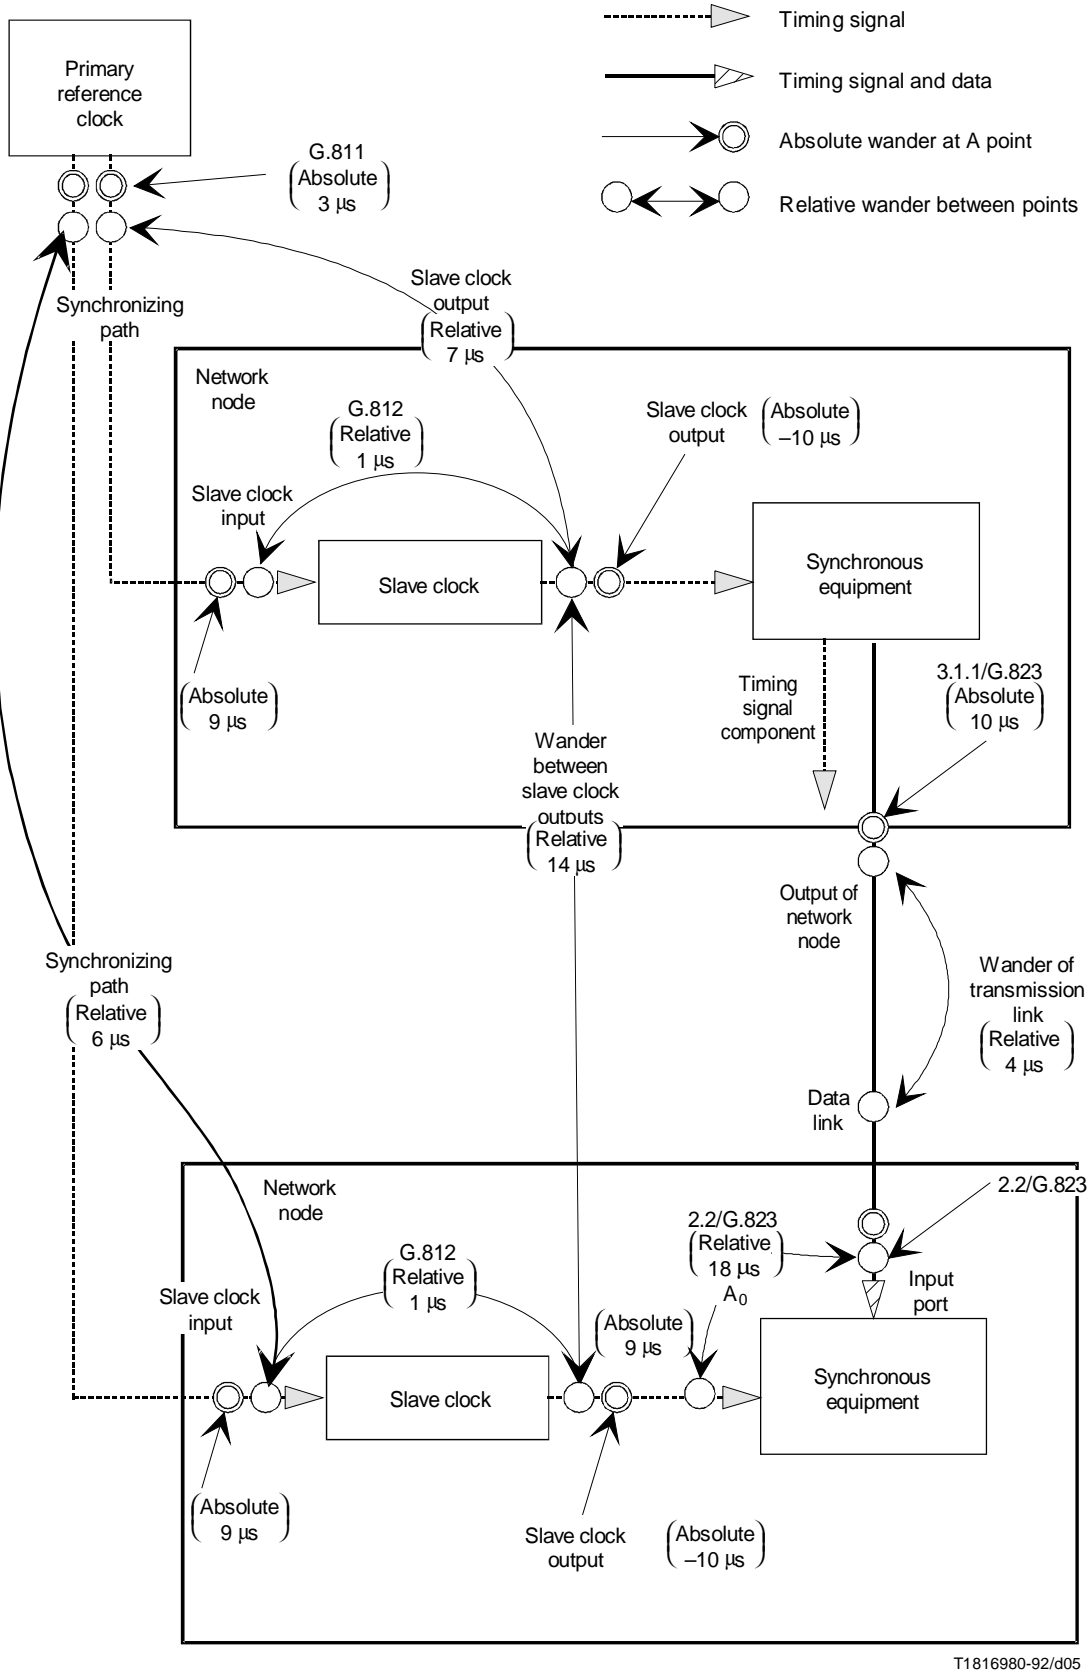 Timing signal
Primary
reference
clock
Timing signal and data
Absolute wander at A point
G.811
Absolute
3 µs
Relative wander between points
Synchronizing
path
Slave clock
output
Relative
7 µs
Network
node
G.812
Relative
1 µs
Slave clock
output
Absolute
–10 µs
Slave clock
input
Slave clock
Synchronous
equipment
Absolute
9 µs
Timing
signal
component
3.1.1/G.823
Absolute
10 µs
Wander
between
slave clock
outputs
Relative
14 µs
Output of
network
node
Synchronizing
path
Relative
6 µs
Wander of
transmission
link
Relative
4 µs
Data
link
Network
node
2.2/G.823
2.2/G.823
Relative
18 µs
A0
G.812
Relative
1 µs
Input
port
Slave clock
input
Absolute
9 µs
Slave clock
Synchronous
equipment
Absolute
9 µs
Slave clock
output
Absolute
–10 µs
T1816980-92/d05